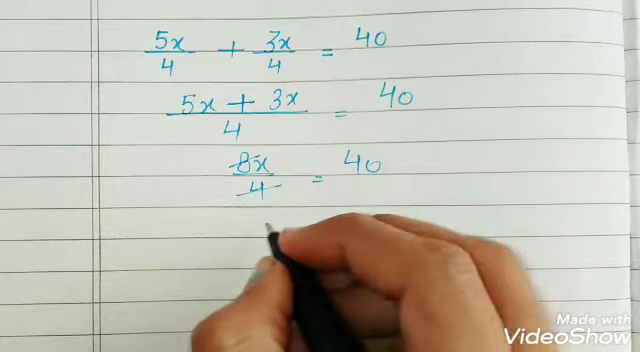 5x/4 + 3x/4 = 40
5x + 3x/4 = 40
8x/4 = 40
Made with
VideoShow